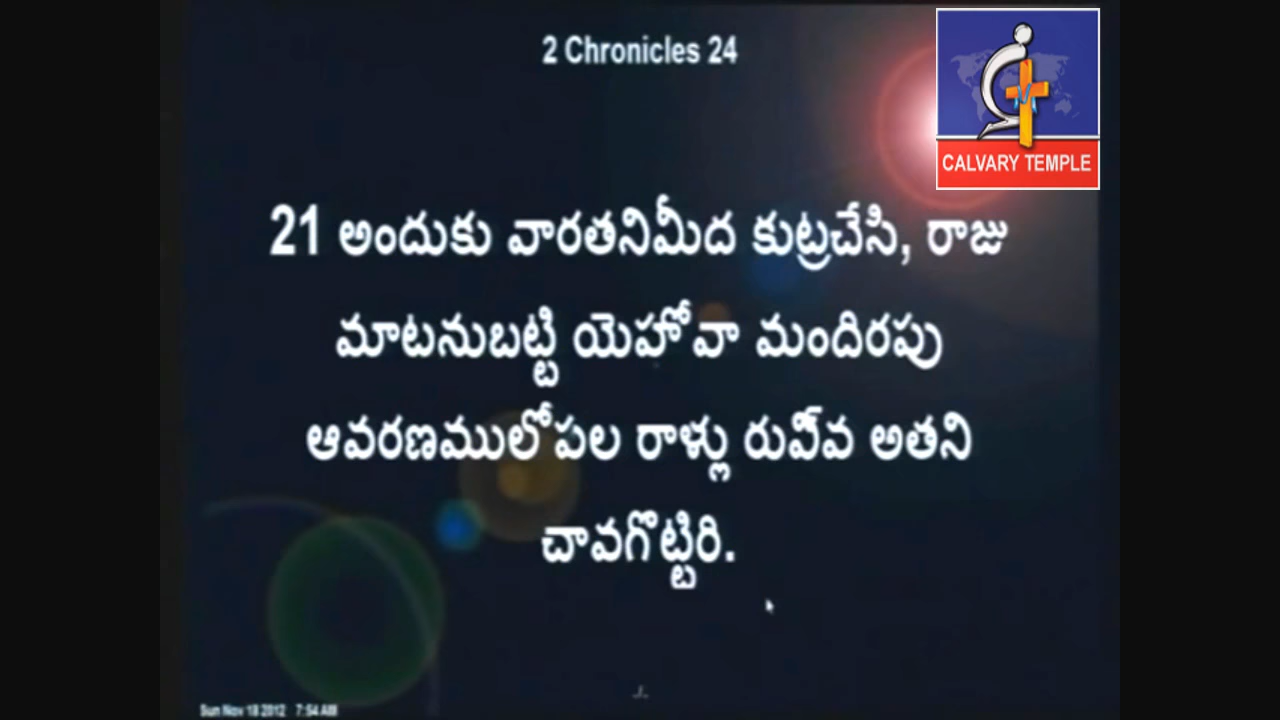 2 Chronicles 24
CALVARY TEMPLE
21 అందుకు వారతనిమీద కుట్రచేసి, రాజు
మాటనుబట్టి యెహోవా మందిరపు
ఆవరణములోపల రాళ్లు రువ్వి అతని
చావగొట్టిరి.
Sun Nov 18 2012 7:54 AM